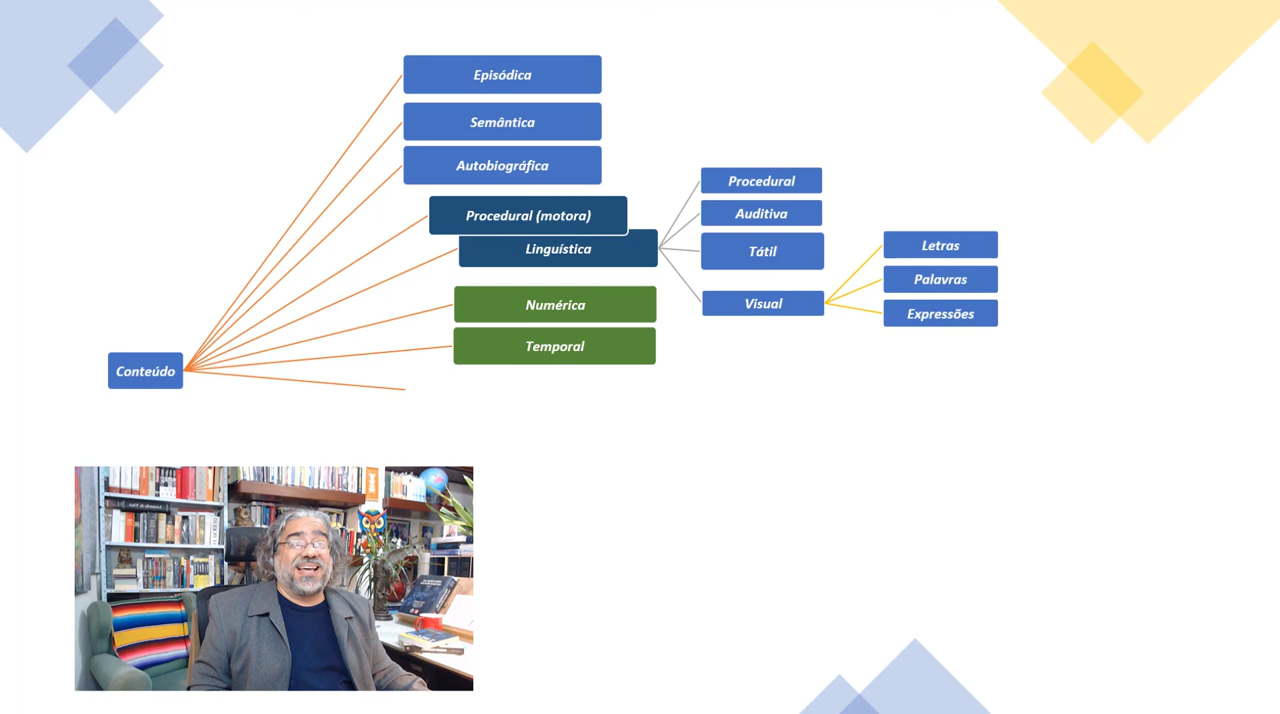 Episódica
Semântica
Autobiográfica
Procedural (motora)
Linguística
Numérica
Temporal
Conteúdo
Procedural
Auditiva
Tátil
Visual
Letras
Palavras
Expressões